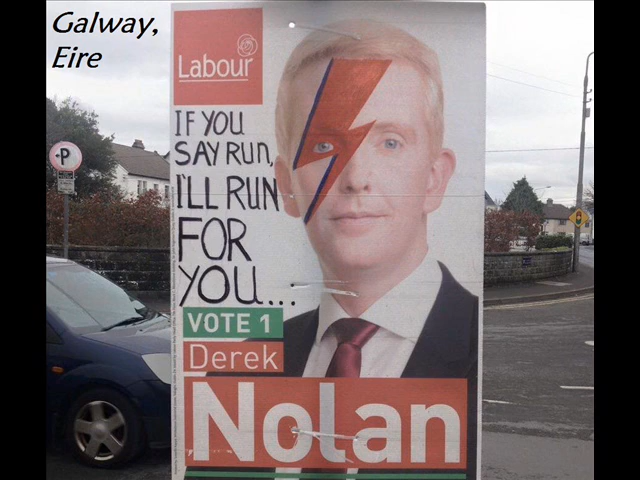 Galway,
Eire
Labour
IF YOU
SAY RUN,
I'LL RUN
FOR
YOU...
VOTE 1
Derek
Nolan
P